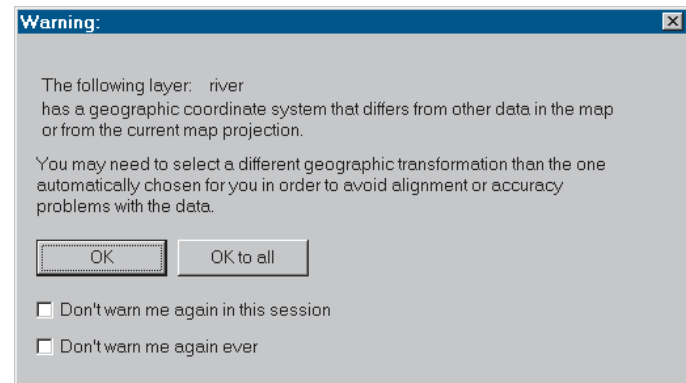 Warning:
The following layer: river
has a geographic coordinate system that differs from other data in the map
or from the current map projection.
You may need to select a different geographic transformation than the one
automatically chosen for you in order to avoid alignment or accuracy
problems with the data.
OK
OK to all
Don't warn me again in this session
Don't warn me again ever